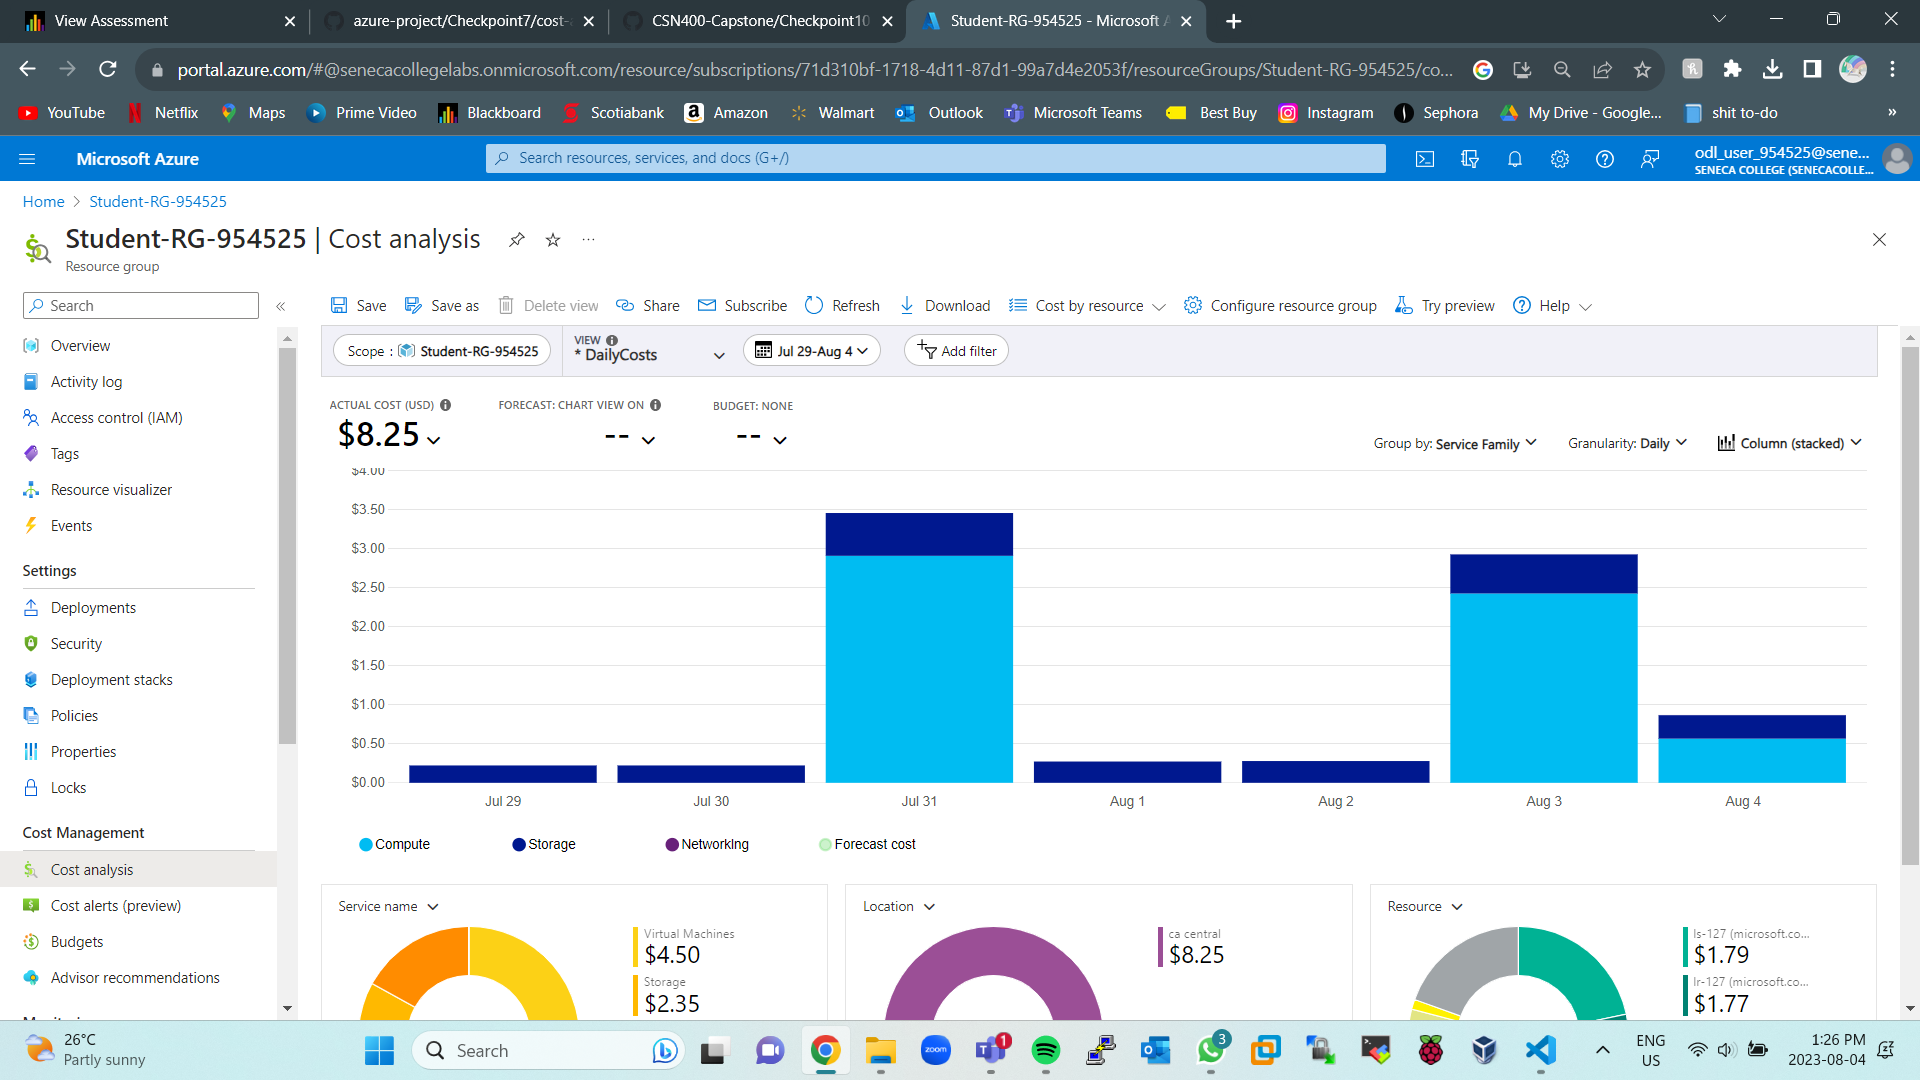 View Assessment
azure-project/Checkpoint7/cost-
CSN400-Capstone/Checkpoint10
Student-RG-954525 - Microsoft A
portal.azure.com/#@senecacollegelabs.onmicrosoft.com/resource/subscriptions/71d310bf-1718-4d11-87d1-99a7d4e2053f/resourceGroups/Student-RG-954525/co...
YouTube
Netflix
Maps
Prime Video
Blackboard
Scotiabank
Amazon
Walmart
Outlook
Microsoft Teams
Best Buy
Instagram
Sephora
My Drive - Google...
shit to-do
»
Microsoft Azure
Search resources, services, and docs (G+/)
odl_user_954525@sene...
SENECA COLLEGE (SENECACOLLE...
Home > Student-RG-954525
Student-RG-954525 | Cost analysis
Resource group
Search
Overview
Activity log
Access control (IAM)
Tags
Resource visualizer
Events
Settings
Deployments
Security
Deployment stacks
Policies
Properties
Locks
Cost Management
Cost analysis
Cost alerts (preview)
Budgets
Advisor recommendations
Save
Save as
Delete view
Share
Subscribe
Refresh
Download
Cost by resource
Configure resource group
Try preview
Help
Scope : Student-RG-954525
VIEW
* DailyCosts
Jul 29-Aug 4
Add filter
ACTUAL COST (USD)
$8.25
FORECAST: CHART VIEW ON
--
BUDGET: NONE
--
Group by: Service Family
Granularity: Daily
Column (stacked)
$4.00
$3.50
$3.00
$2.50
$2.00
$1.50
$1.00
$0.50
$0.00
Jul 29
Jul 30
Jul 31
Aug 1
Aug 2
Aug 3
Aug 4
Compute
Storage
Networking
Forecast cost
Service name
Virtual Machines
$4.50
Storage
$2.35
Location
ca central
$8.25
Resource
ls-127 (microsoft.co...
$1.79
lr-127 (microsoft.co...
$1.77
26°C
Partly sunny
Search
zoom
1
3
ENG
US
1:26 PM
2023-08-04